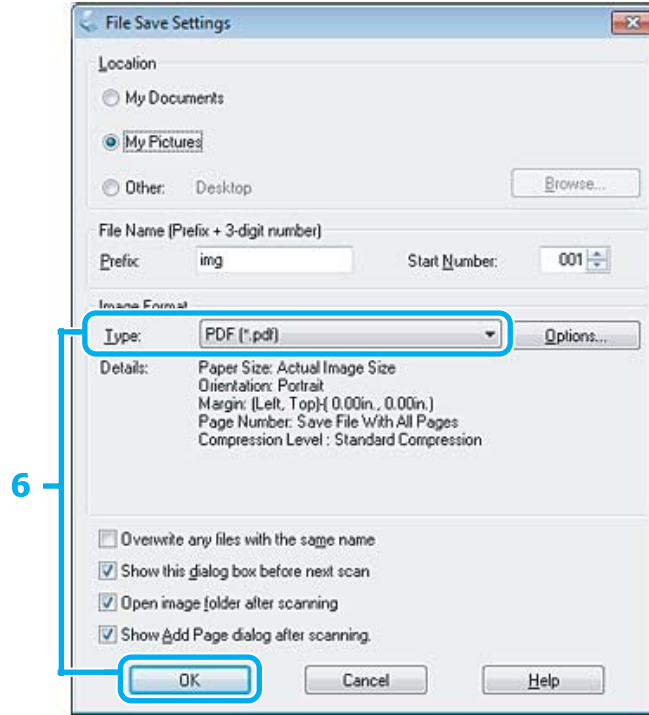 File Save Settings
Location
My Documents
My Pictures
Other: Desktop Browse...
File Name (Prefix + 3-digit number)
Prefix: img Start Number: 001
Image Format
Type: PDF (*.pdf) Options...
Details: Paper Size: Actual Image Size
Orientation: Portrait
Margin: (Left, Top)-( 0.00in., 0.00in.)
Page Number: Save File With All Pages
Compression Level : Standard Compression
6
Overwrite any files with the same name
Show this dialog box before next scan
Open image folder after scanning
Show Add Page dialog after scanning.
OK Cancel Help